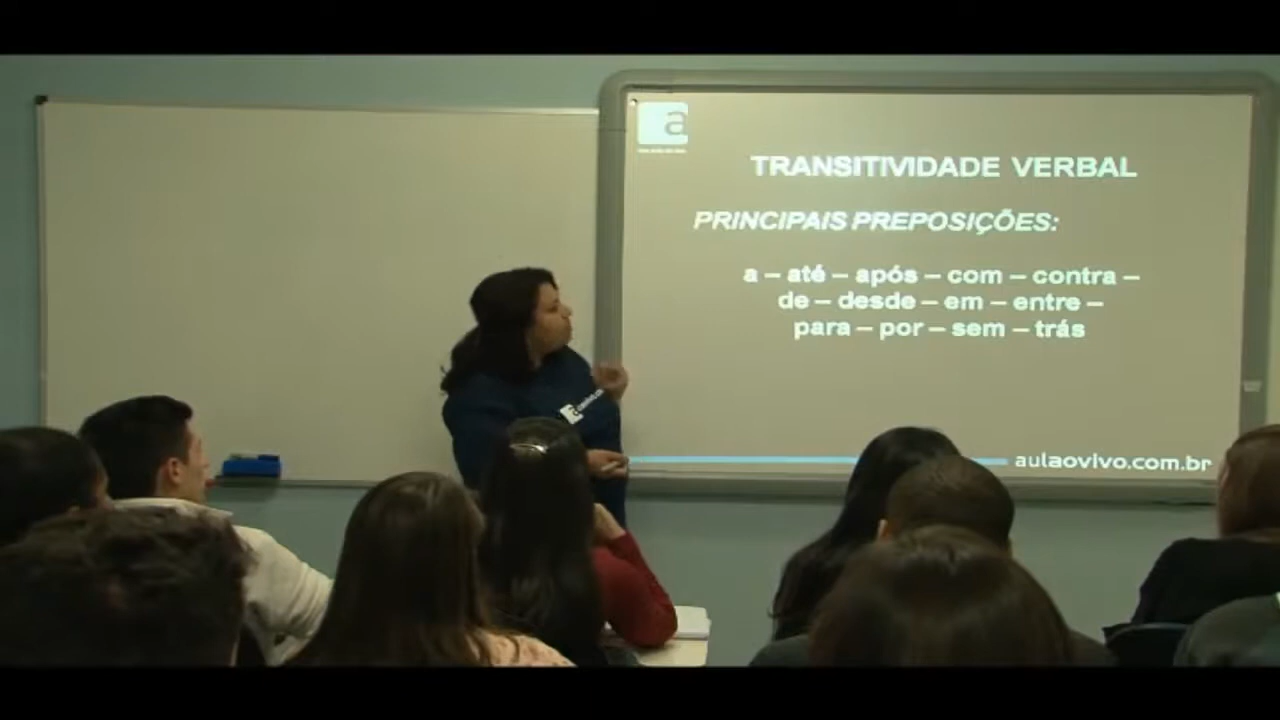 a
TRANSITIVIDADE VERBAL
PRINCIPAIS PREPOSIÇÕES:
a – até – após – com – contra –
de – desde – em – entre –
para – por – sem – trás
aulaovivo.com.br